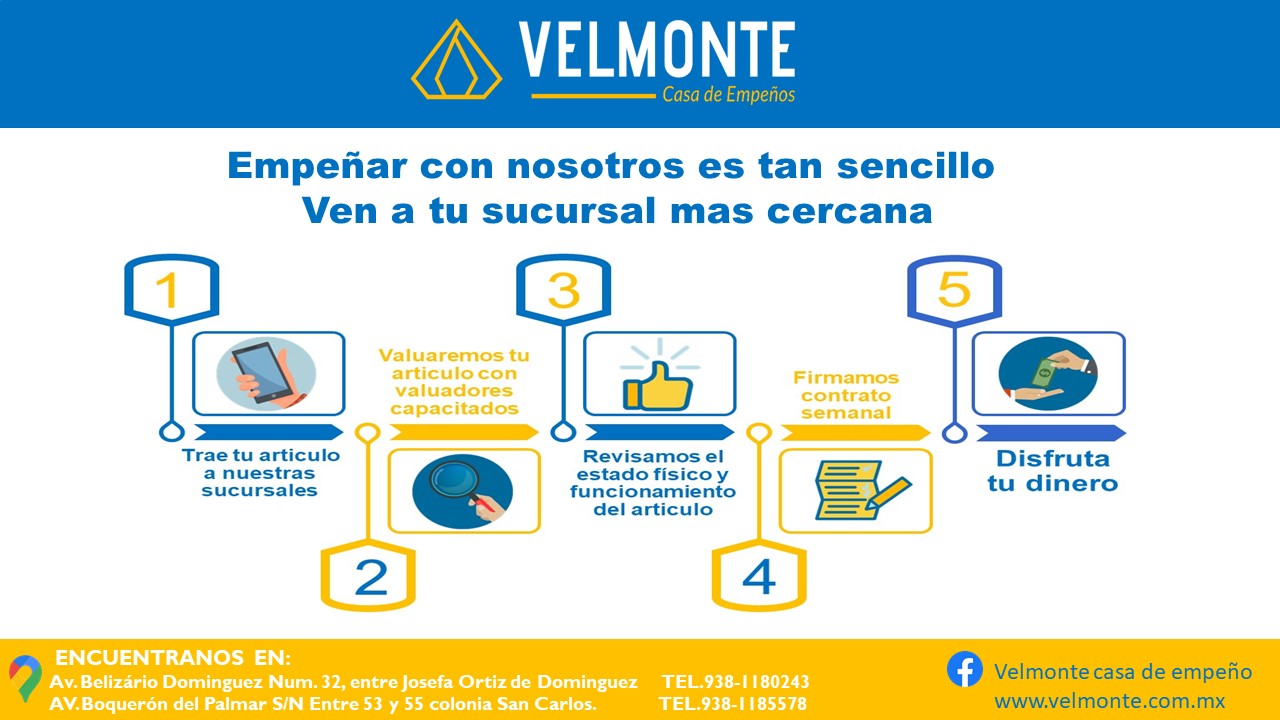 VELMONTE
Casa de Empeños
Empeñar con nosotros es tan sencillo
Ven a tu sucursal mas cercana
1
Trae tu articulo
a nuestras
sucursales
2
Valuaremos tu
articulo con
valuadores
capacitados
3
Revisamos el
estado físico y
funcionamiento
del articulo
4
Firmamos
contrato
semanal
5
Disfruta
tu dinero
ENCUENTRANOS EN:
Av. Belizário Dominguez Num. 32, entre Josefa Ortiz de Dominguez TEL.938-1180243
AV. Boquerón del Palmar S/N Entre 53 y 55 colonia San Carlos. TEL.938-1185578
Velmonte casa de empeño
www.velmonte.com.mx